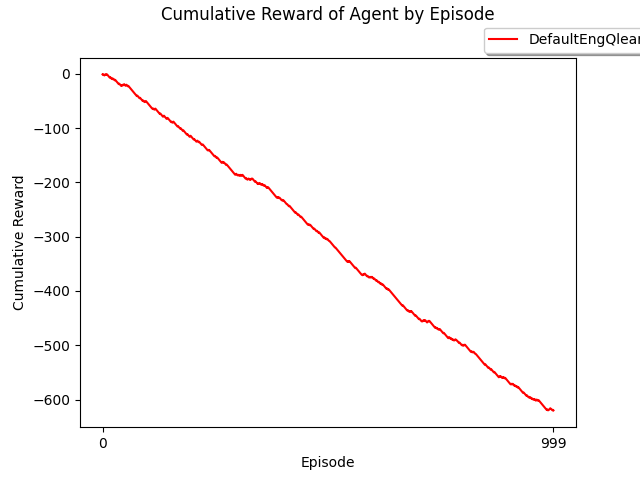 Cumulative Reward of Agent by Episode
DefaultEngQlear
0
−100
−200
−300
−400
−500
−600
Cumulative Reward
0 999
Episode